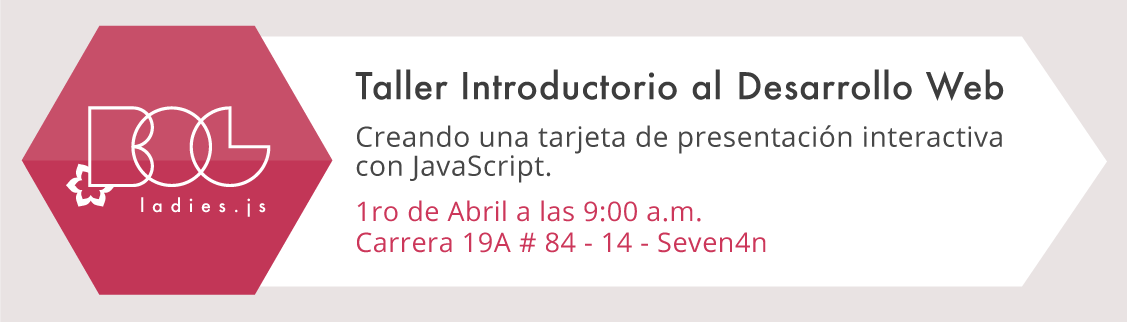 BOG
ladies.js
Taller Introductorio al Desarrollo Web
Creando una tarjeta de presentación interactiva
con JavaScript.
1ro de Abril a las 9:00 a.m.
Carrera 19A # 84 - 14 - Seven4n